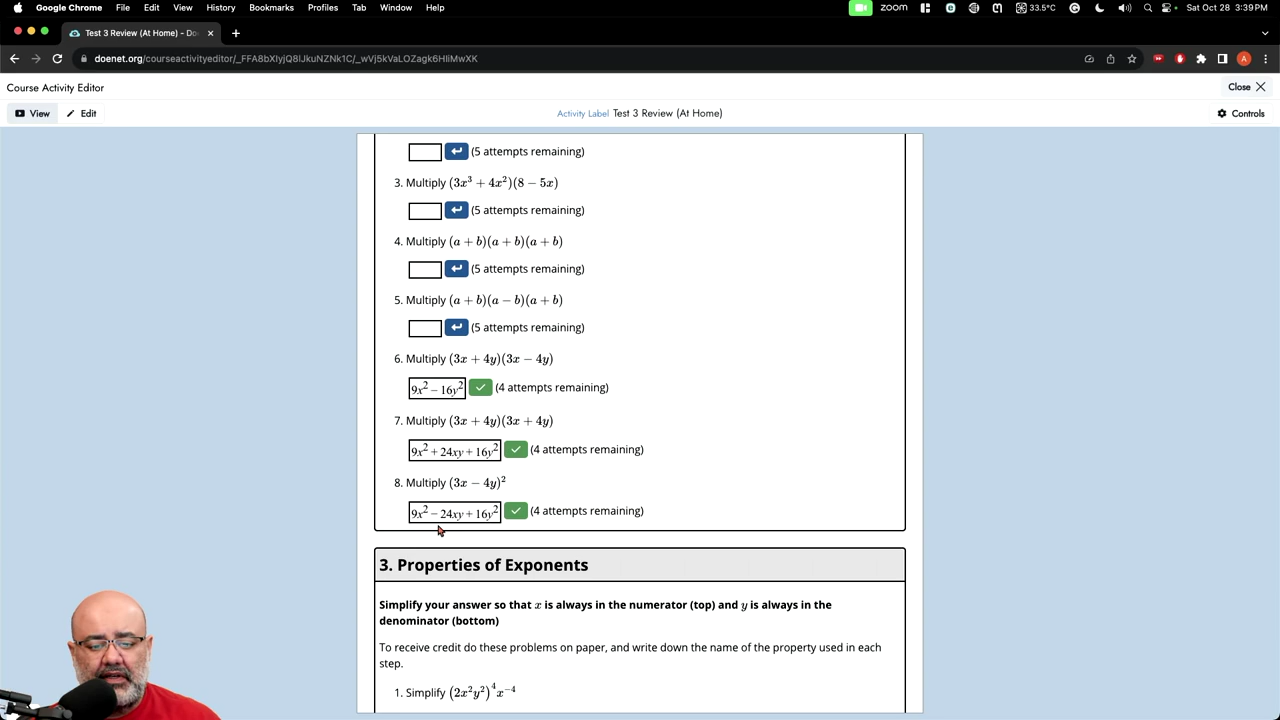 Google Chrome File Edit View History Bookmarks Profiles Tab Window Help zoom 33.5°C Sat Oct 28 3:39 PM
Test 3 Review (At Home) - Do
doenet.org/courseactivityeditor/_FFA8bXIyjQ8lJkuNZNk1C/_wVj5kVaLOZagk6HIiMwXK
Course Activity Editor Close
View Edit Activity Label Test 3 Review (At Home) Controls
(5 attempts remaining)
3. Multiply (3x³ + 4x²)(8 − 5x)
(5 attempts remaining)
4. Multiply (a + b)(a + b)(a + b)
(5 attempts remaining)
5. Multiply (a + b)(a − b)(a + b)
(5 attempts remaining)
6. Multiply (3x + 4y)(3x − 4y)
9x² − 16y² (4 attempts remaining)
7. Multiply (3x + 4y)(3x + 4y)
9x² + 24xy + 16y² (4 attempts remaining)
8. Multiply (3x − 4y)²
9x² − 24xy + 16y² (4 attempts remaining)
3. Properties of Exponents
Simplify your answer so that x is always in the numerator (top) and y is always in the
denominator (bottom)
To receive credit do these problems on paper, and write down the name of the property used in each
step.
1. Simplify (2x²y²)⁴x⁻⁴